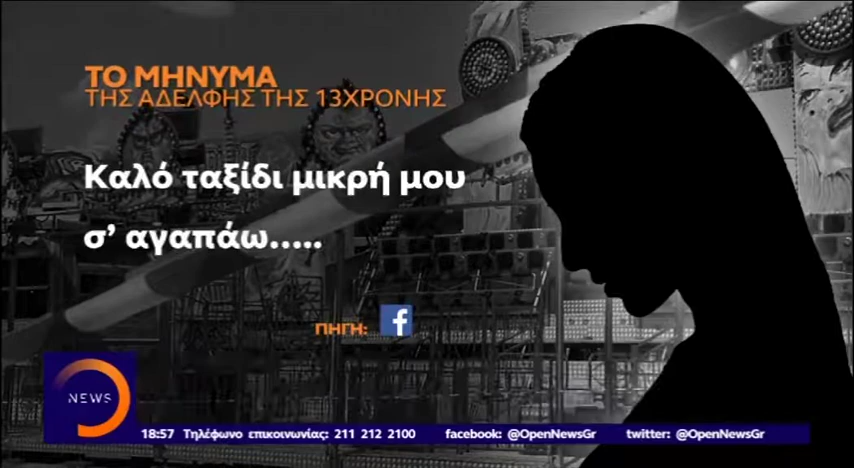 ΤΟ ΜΗΝΥΜΑ
ΤΗΣ ΑΔΕΛΦΗΣ ΤΗΣ 13ΧΡΟΝΗΣ
Καλό ταξίδι μικρή μου
σ' αγαπάω.....
ΠΗΓΗ: f
NEWS
18:57 Τηλέφωνο επικοινωνίας: 211 212 2100 facebook: @OpenNewsGr twitter: @OpenNewsGr